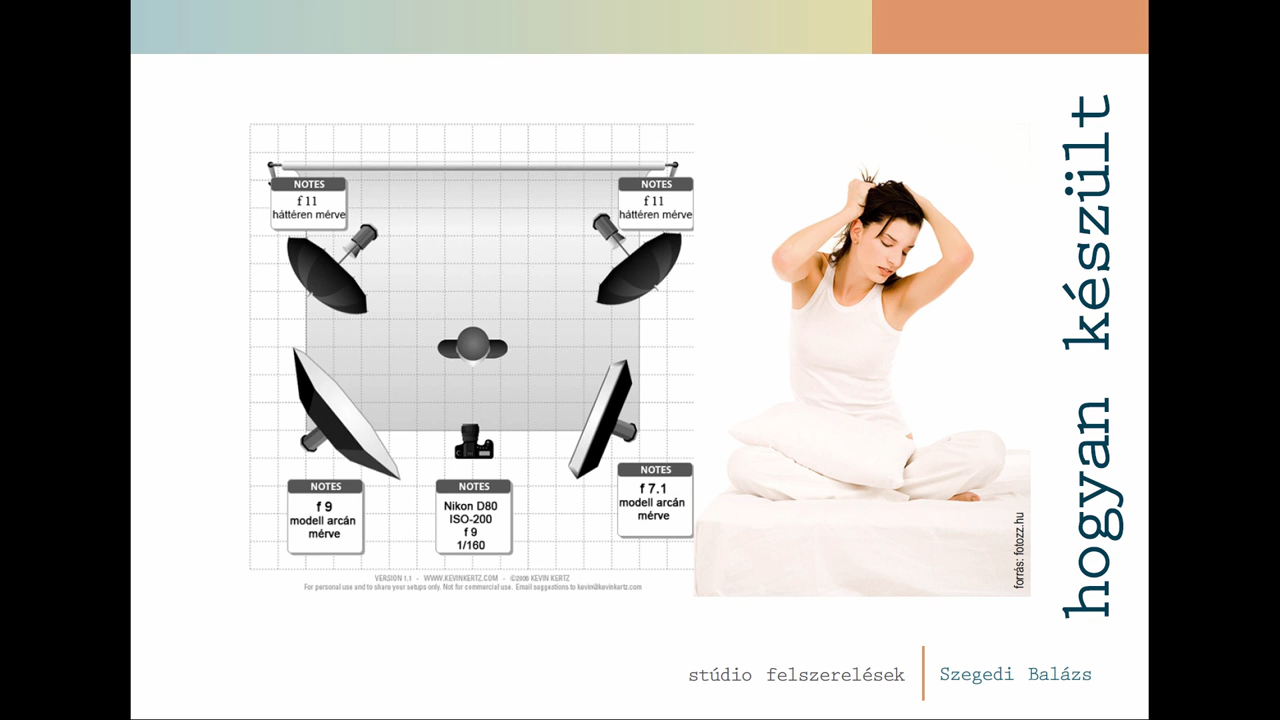 NOTES
f 11
háttéren mérve
NOTES
f 11
háttéren mérve
NOTES
f 9
modell arcán
mérve
NOTES
Nikon D80
ISO-200
f 9
1/160
NOTES
f 7.1
modell arcán
mérve
VERSION 1.1 - WWW.KEVINKERTZ.COM - ©2006 KEVIN KERTZ
For personal use and to share your setups only. Not for commercial use. Email suggestions to kevin@kevinkertz.com
forrás: fotozz.hu
hogyan készült
stúdio felszerelések
Szegedi Balázs